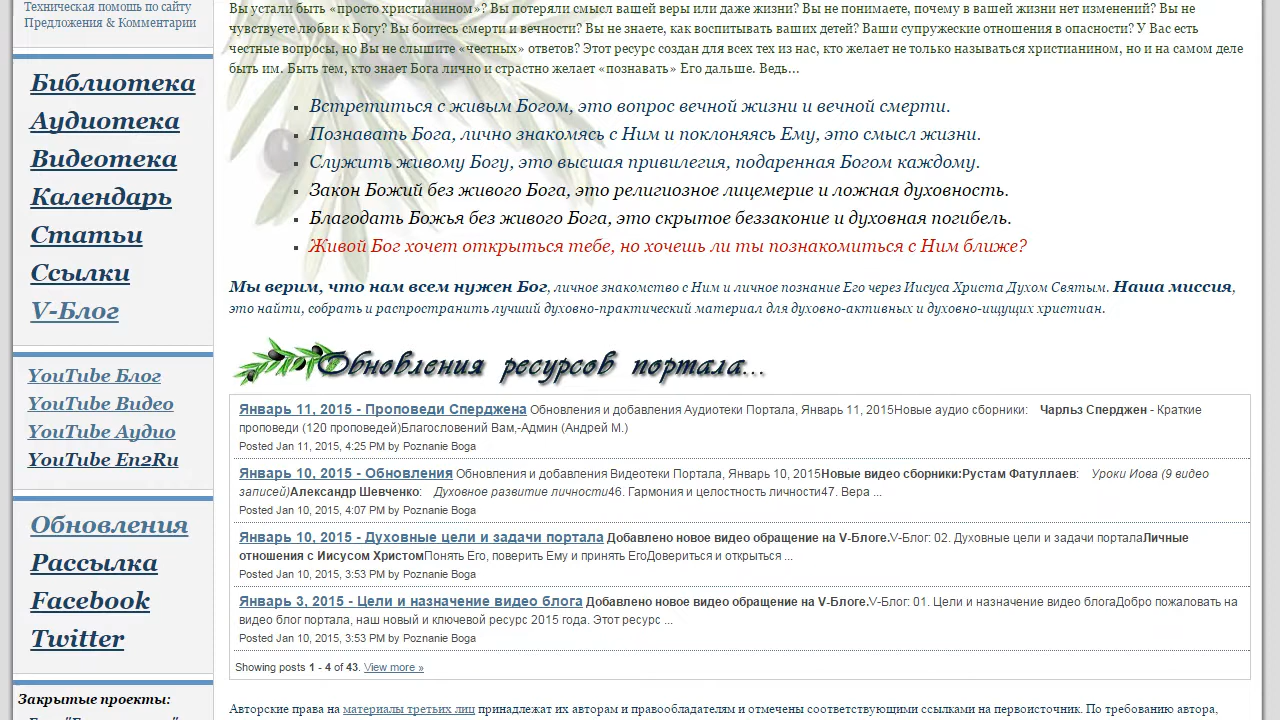 Техническая помощь по сайту
Предложения & Комментарии
Библиотека
Аудиотека
Видеотека
Календарь
Статьи
Ссылки
V-Блог
YouTube Блог
YouTube Видео
YouTube Аудио
YouTube En2Ru
Обновления
Рассылка
Facebook
Twitter
Закрытые проекты:
Вы устали быть «просто христианином»? Вы потеряли смысл вашей веры или даже жизни? Вы не понимаете, почему в вашей жизни нет изменений? Вы не
чувствуете любви к Богу? Вы боитесь смерти и вечности? Вы не знаете, как воспитывать ваших детей? Ваши супружеские отношения в опасности? У Вас есть
честные вопросы, но Вы не слышите «честных» ответов? Этот ресурс создан для всех тех из нас, кто желает не только называться христианином, но и на самом деле
быть им. Быть тем, кто знает Бога лично и страстно желает «познавать» Его дальше. Ведь...
Встретиться с живым Богом, это вопрос вечной жизни и вечной смерти.
Познавать Бога, лично знакомясь с Ним и поклоняясь Ему, это смысл жизни.
Служить живому Богу, это высшая привилегия, подаренная Богом каждому.
Закон Божий без живого Бога, это религиозное лицемерие и ложная духовность.
Благодать Божья без живого Бога, это скрытое беззаконие и духовная погибель.
Живой Бог хочет открыться тебе, но хочешь ли ты познакомиться с Ним ближе?
Мы верим, что нам всем нужен Бог, личное знакомство с Ним и личное познание Его через Иисуса Христа Духом Святым. Наша миссия,
это найти, собрать и распространить лучший духовно-практический материал для духовно-активных и духовно-ищущих христиан.
Обновления ресурсов портала...
Январь 11, 2015 - Проповеди Сперджена Обновления и добавления Аудиотеки Портала, Январь 11, 2015Новые аудио сборники: Чарльз Сперджен - Краткие
проповеди (120 проповедей)Благословений Вам,-Админ (Андрей М.)
Posted Jan 11, 2015, 4:25 PM by Poznanie Boga
Январь 10, 2015 - Обновления Обновления и добавления Видеотеки Портала, Январь 10, 2015Новые видео сборники:Рустам Фатуллаев: Уроки Иова (9 видео
записей)Александр Шевченко: Духовное развитие личности46. Гармония и целостность личности47. Вера ...
Posted Jan 10, 2015, 4:07 PM by Poznanie Boga
Январь 10, 2015 - Духовные цели и задачи портала Добавлено новое видео обращение на V-Блоге.V-Блог: 02. Духовные цели и задачи порталаЛичные
отношения с Иисусом ХристомПонять Его, поверить Ему и принять ЕгоДовериться и открыться ...
Posted Jan 10, 2015, 3:53 PM by Poznanie Boga
Январь 3, 2015 - Цели и назначение видео блога Добавлено новое видео обращение на V-Блоге.V-Блог: 01. Цели и назначение видео блогаДобро пожаловать на
видео блог портала, наш новый и ключевой ресурс 2015 года. Этот ресурс ...
Posted Jan 10, 2015, 3:53 PM by Poznanie Boga
Showing posts 1 - 4 of 43. View more »
Авторские права на материалы третьих лиц принадлежат их авторам и правообладателям и отмечены соответствующими ссылками на первоисточник. По требованию автора,